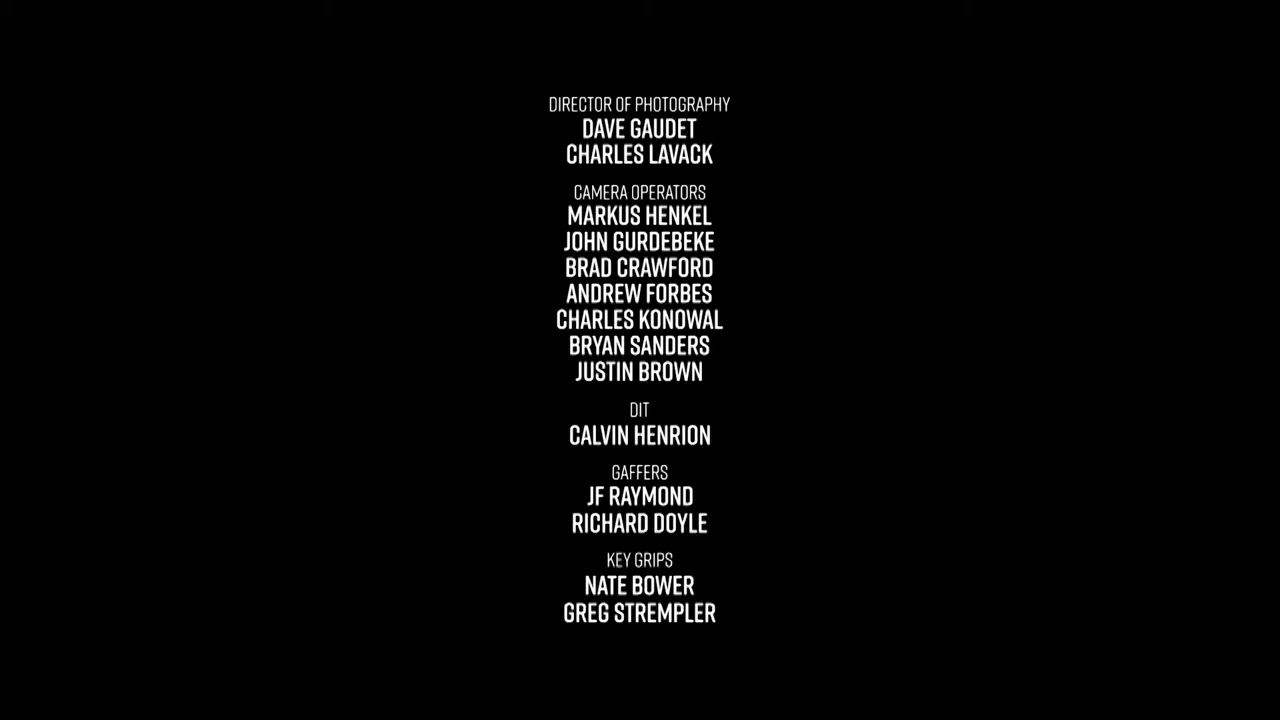 DIRECTOR OF PHOTOGRAPHY
DAVE GAUDET
CHARLES LAVACK
CAMERA OPERATORS
MARKUS HENKEL
JOHN GURDEBEKE
BRAD CRAWFORD
ANDREW FORBES
CHARLES KONOWAL
BRYAN SANDERS
JUSTIN BROWN
DIT
CALVIN HENRION
GAFFERS
JF RAYMOND
RICHARD DOYLE
KEY GRIPS
NATE BOWER
GREG STREMPLER